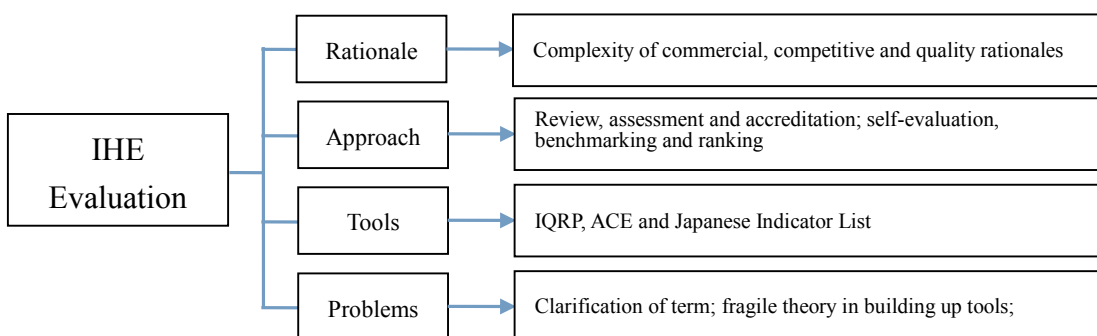 IHE
Evaluation
Rationale
Complexity of commercial, competitive and quality rationales
Approach
Review, assessment and accreditation; self-evaluation,
benchmarking and ranking
Tools
IQRP, ACE and Japanese Indicator List
Problems
Clarification of term; fragile theory in building up tools;